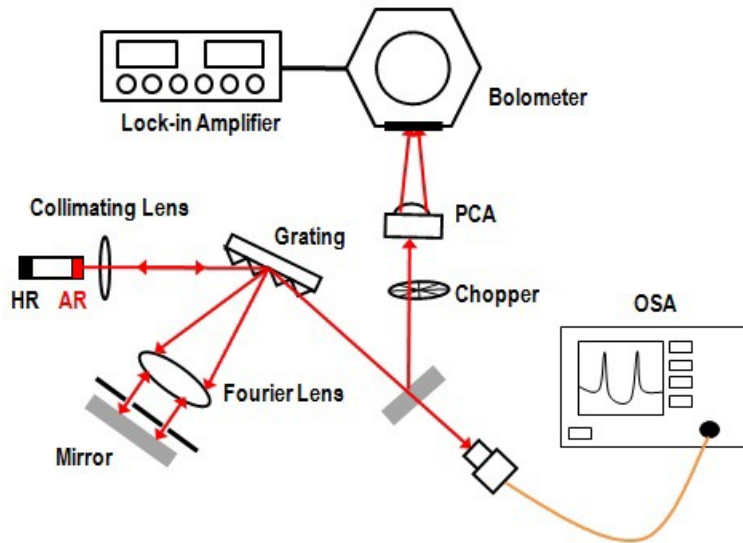 Lock-in Amplifier
Bolometer
Collimating Lens
Grating
PCA
HR AR
Chopper
OSA
Fourier Lens
Mirror